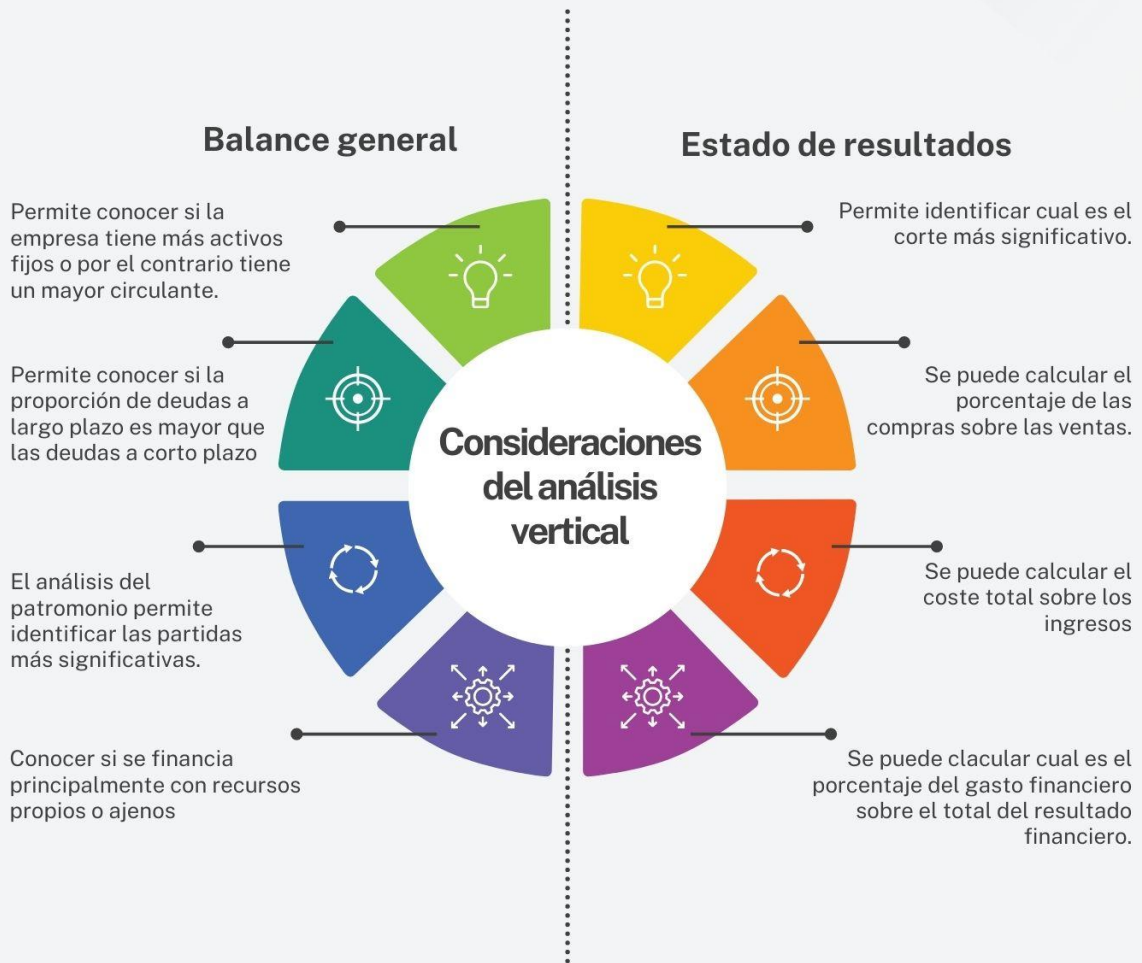 Balance general
Permite conocer si la
empresa tiene más activos
fijos o por el contrario tiene
un mayor circulante.
Permite conocer si la
proporción de deudas a
largo plazo es mayor que
las deudas a corto plazo
El análisis del
patromonio permite
identificar las partidas
más significativas.
Conocer si se financia
principalmente con recursos
propios o ajenos
Consideraciones
del análisis
vertical
Estado de resultados
Permite identificar cual es el
corte más significativo.
Se puede calcular el
porcentaje de las
compras sobre las ventas.
Se puede calcular el
coste total sobre los
ingresos
Se puede clacular cual es el
porcentaje del gasto financiero
sobre el total del resultado
financiero.